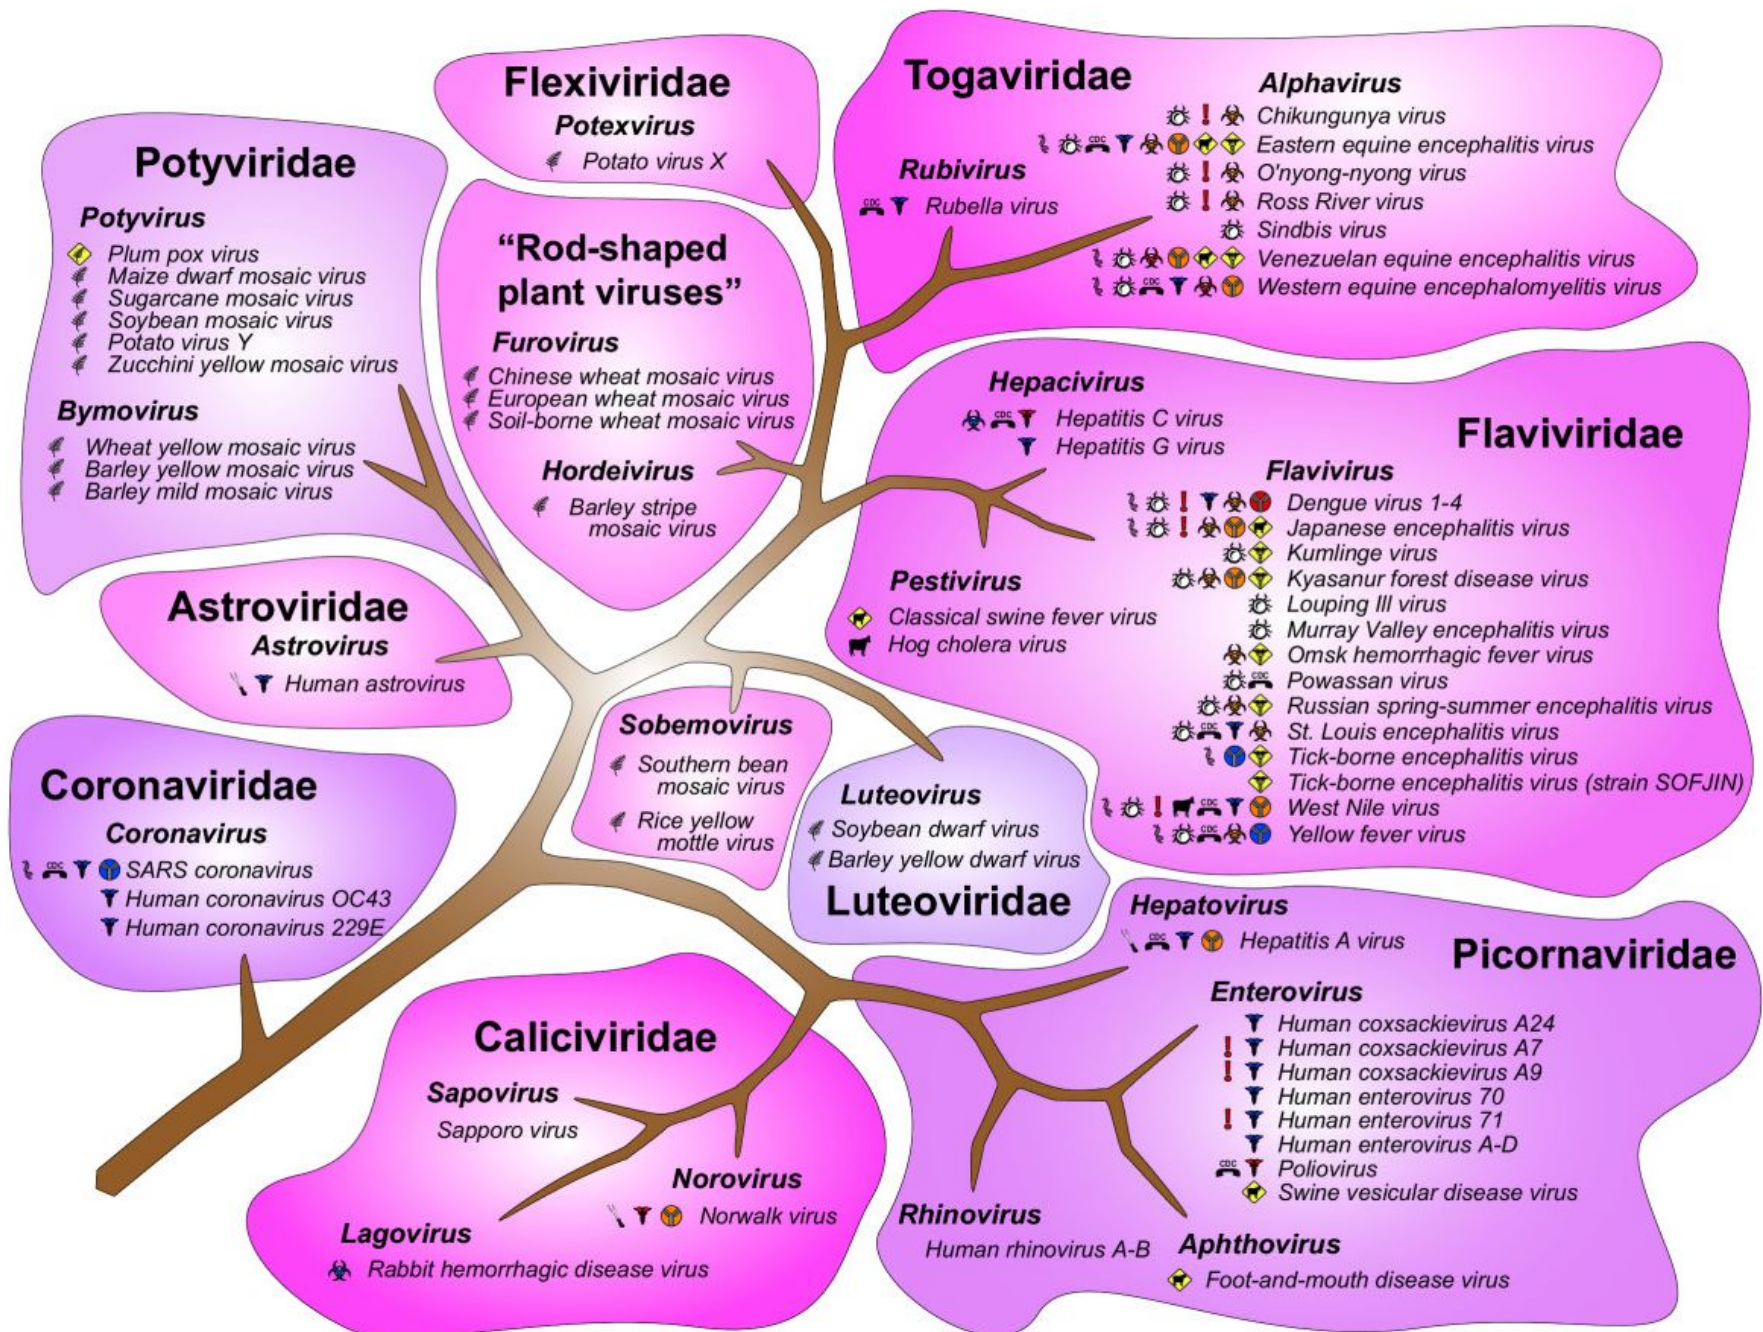 Flexiviridae
Potexvirus
Potato virus X
Togaviridae
Alphavirus
Chikungunya virus
CDC Eastern equine encephalitis virus
O'nyong-nyong virus
Ross River virus
Sindbis virus
Venezuelan equine encephalitis virus
CDC Western equine encephalomyelitis virus
Rubivirus
CDC Rubella virus
Potyviridae
Potyvirus
Plum pox virus
Maize dwarf mosaic virus
Sugarcane mosaic virus
Soybean mosaic virus
Potato virus Y
Zucchini yellow mosaic virus
Bymovirus
Wheat yellow mosaic virus
Barley yellow mosaic virus
Barley mild mosaic virus
“Rod-shaped
plant viruses”
Furovirus
Chinese wheat mosaic virus
European wheat mosaic virus
Soil-borne wheat mosaic virus
Hordeivirus
Barley stripe
mosaic virus
Flaviviridae
Hepacivirus
CDC Hepatitis C virus
Hepatitis G virus
Flavivirus
Dengue virus 1-4
Japanese encephalitis virus
Kumlinge virus
Kyasanur forest disease virus
Louping Ill virus
Murray Valley encephalitis virus
Omsk hemorrhagic fever virus
CDC Powassan virus
Russian spring-summer encephalitis virus
CDC St. Louis encephalitis virus
Tick-borne encephalitis virus
Tick-borne encephalitis virus (strain SOFJIN)
CDC West Nile virus
CDC Yellow fever virus
Pestivirus
Classical swine fever virus
Hog cholera virus
Astroviridae
Astrovirus
Human astrovirus
Sobemovirus
Southern bean
mosaic virus
Rice yellow
mottle virus
Luteovirus
Soybean dwarf virus
Barley yellow dwarf virus
Luteoviridae
Coronaviridae
Coronavirus
CDC SARS coronavirus
Human coronavirus OC43
Human coronavirus 229E
Caliciviridae
Sapovirus
Sapporo virus
Norovirus
Norwalk virus
Lagovirus
Rabbit hemorrhagic disease virus
Picornaviridae
Hepatovirus
CDC Hepatitis A virus
Enterovirus
Human coxsackievirus A24
Human coxsackievirus A7
Human coxsackievirus A9
Human enterovirus 70
Human enterovirus 71
Human enterovirus A-D
CDC Poliovirus
Swine vesicular disease virus
Rhinovirus
Human rhinovirus A-B
Aphthovirus
Foot-and-mouth disease virus